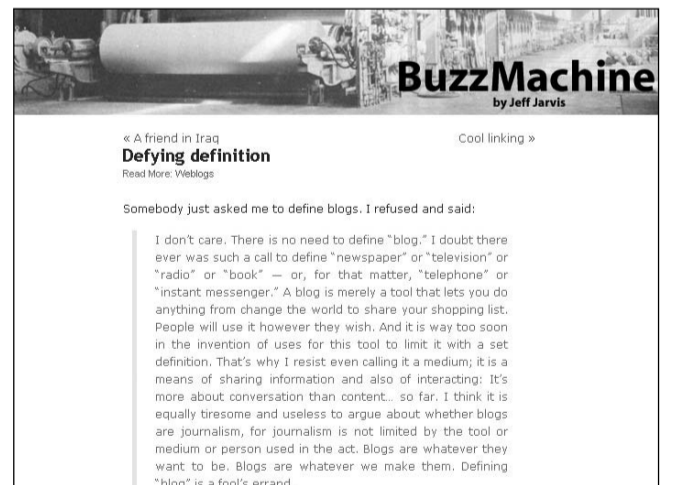 BuzzMachine
by Jeff Jarvis
« A friend in Iraq
Cool linking »
Defying definition
Read More: Weblogs
Somebody just asked me to define blogs. I refused and said:
I don't care. There is no need to define “blog.” I doubt there
ever was such a call to define “newspaper” or “television” or
“radio” or “book” — or, for that matter, “telephone” or
“instant messenger.” A blog is merely a tool that lets you do
anything from change the world to share your shopping list.
People will use it however they wish. And it is way too soon
in the invention of uses for this tool to limit it with a set
definition. That's why I resist even calling it a medium; it is a
means of sharing information and also of interacting: It's
more about conversation than content... so far. I think it is
equally tiresome and useless to argue about whether blogs
are journalism, for journalism is not limited by the tool or
medium or person used in the act. Blogs are whatever they
want to be. Blogs are whatever we make them. Defining
“blog” is a fool's errand.